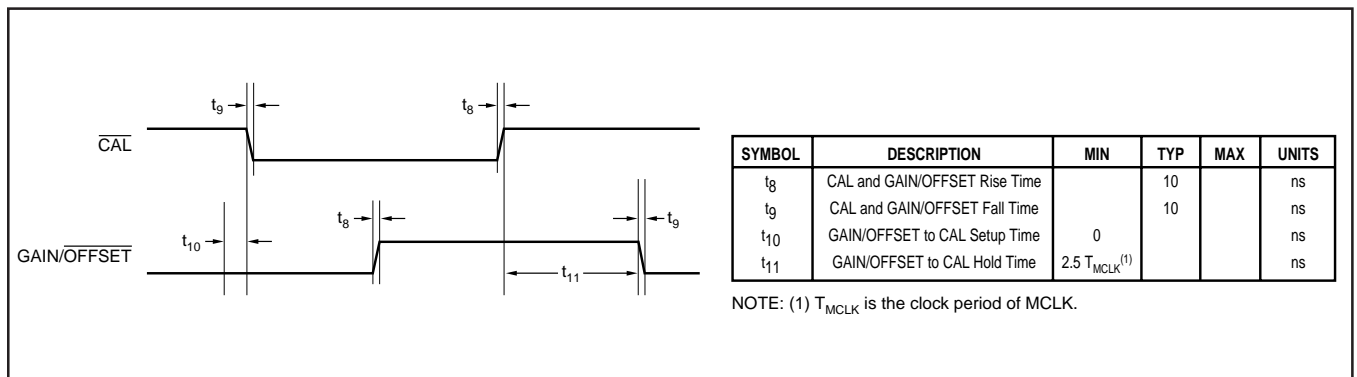 t9
t8
CAL
t8
t9
t10
GAIN/OFFSET
t11
SYMBOL DESCRIPTION MIN TYP MAX UNITS
t8 CAL and GAIN/OFFSET Rise Time 10 ns
t9 CAL and GAIN/OFFSET Fall Time 10 ns
t10 GAIN/OFFSET to CAL Setup Time 0 ns
t11 GAIN/OFFSET to CAL Hold Time 2.5 TMCLK(1) ns
NOTE: (1) TMCLK is the clock period of MCLK.